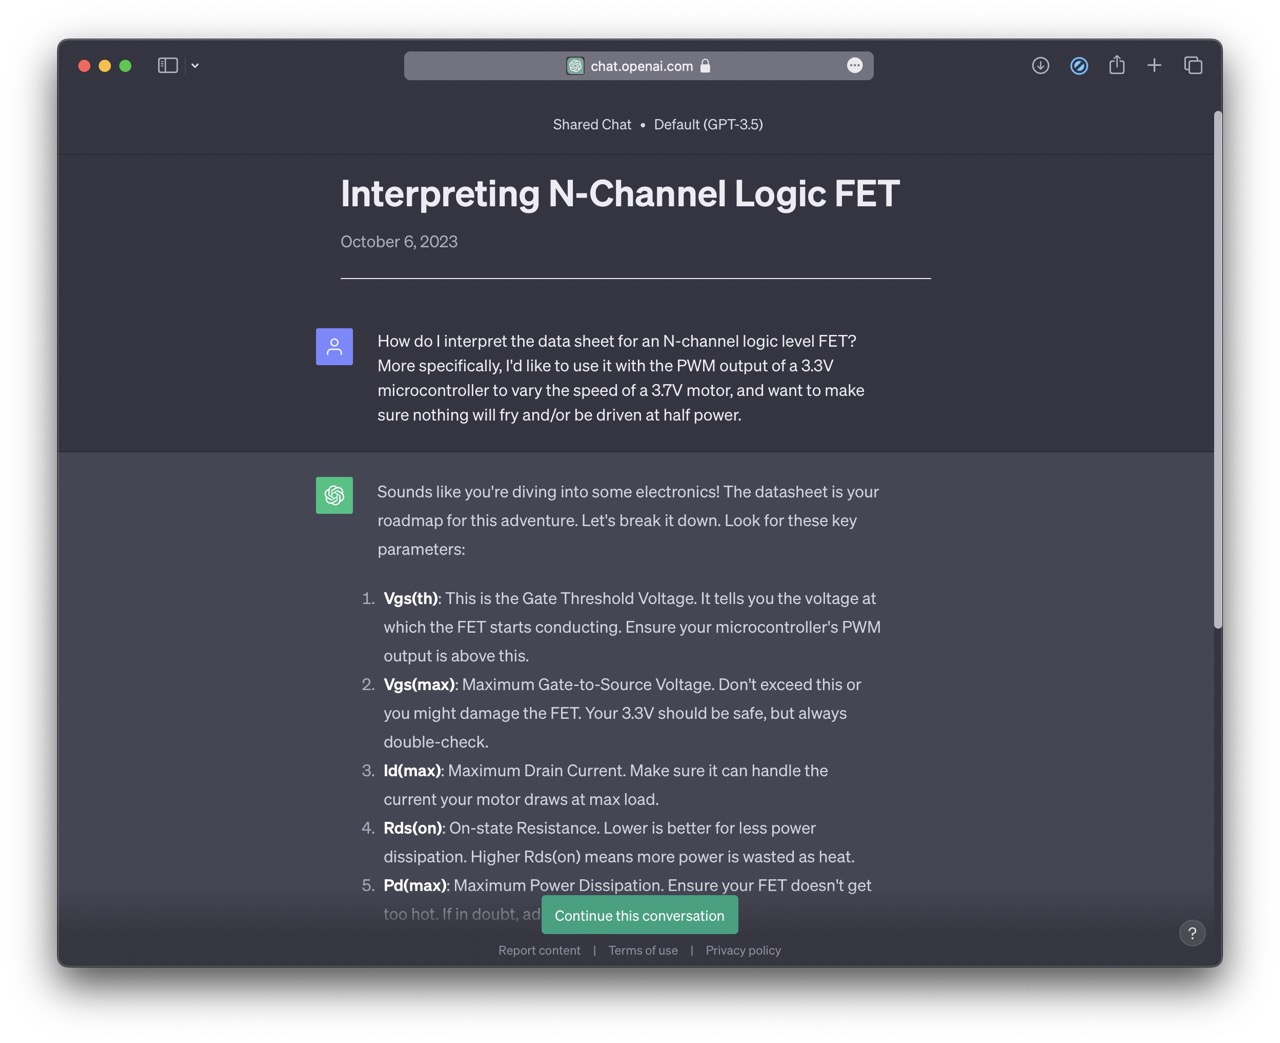 chat.openai.com
Shared Chat • Default (GPT-3.5)
Interpreting N-Channel Logic FET
October 6, 2023
How do I interpret the data sheet for an N-channel logic level FET?
More specifically, I'd like to use it with the PWM output of a 3.3V
microcontroller to vary the speed of a 3.7V motor, and want to make
sure nothing will fry and/or be driven at half power.
Sounds like you're diving into some electronics! The datasheet is your
roadmap for this adventure. Let's break it down. Look for these key
parameters:
1. Vgs(th): This is the Gate Threshold Voltage. It tells you the voltage at
which the FET starts conducting. Ensure your microcontroller's PWM
output is above this.
2. Vgs(max): Maximum Gate-to-Source Voltage. Don't exceed this or
you might damage the FET. Your 3.3V should be safe, but always
double-check.
3. Id(max): Maximum Drain Current. Make sure it can handle the
current your motor draws at max load.
4. Rds(on): On-state Resistance. Lower is better for less power
dissipation. Higher Rds(on) means more power is wasted as heat.
5. Pd(max): Maximum Power Dissipation. Ensure your FET doesn't get
too hot. If in doubt, ad
Continue this conversation
Report content | Terms of use | Privacy policy
?